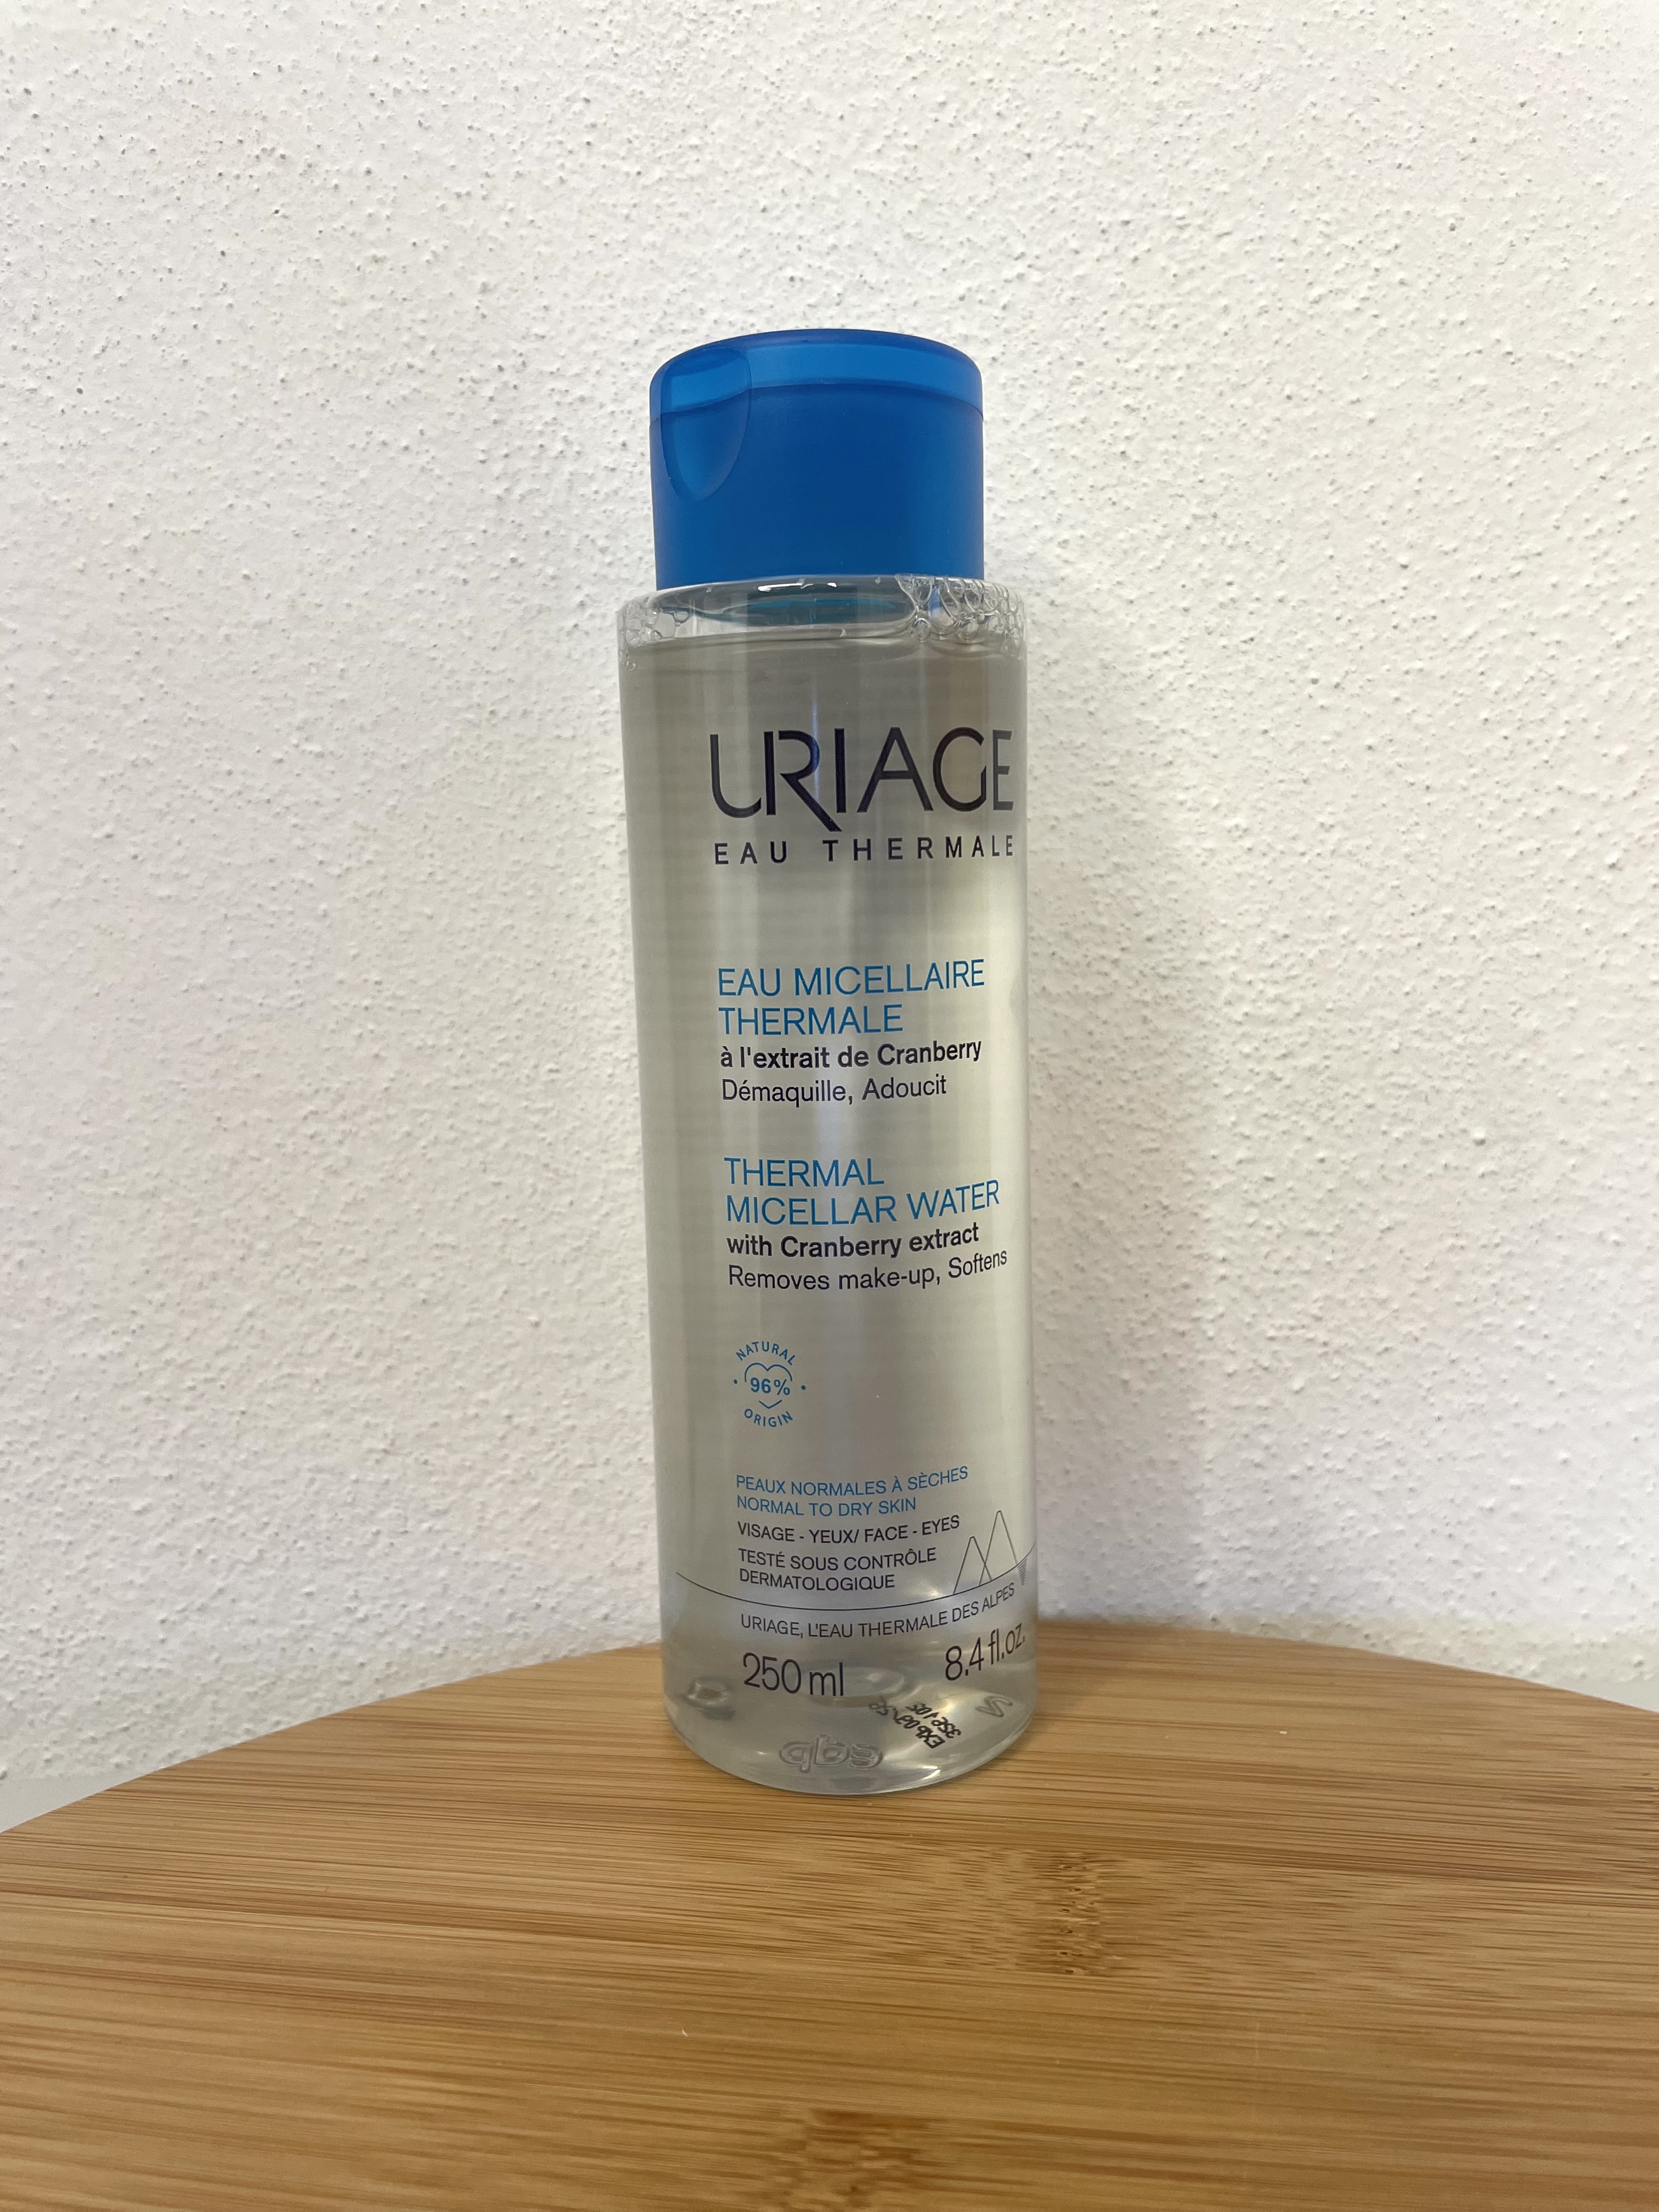 URIAGE
EAU THERMALE
EAU MICELLAIRE
THERMALE
à l'extrait de Cranberry
Démaquille, Adoucit
THERMAL
MICELLAR WATER
with Cranberry extract
Removes make-up, Softens
NATURAL
96%
ORIGIN
PEAUX NORMALES À SÈCHES
NORMAL TO DRY SKIN
VISAGE - YEUX/ FACE - EYES
TESTÉ SOUS CONTRÔLE
DERMATOLOGIQUE
URIAGE, L'EAU THERMALE DES ALPES
250 ml
8.4 fl.oz.